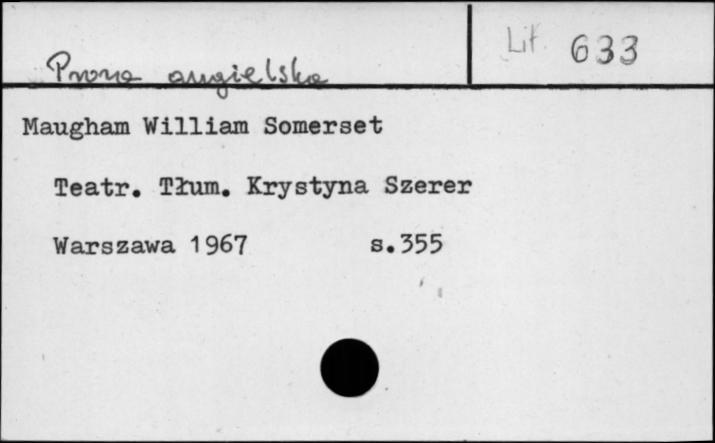 Lit. 633
Proza angielska
Maugham William Somerset
Teatr. Tłum. Krystyna Szerer
Warszawa 1967 s.355